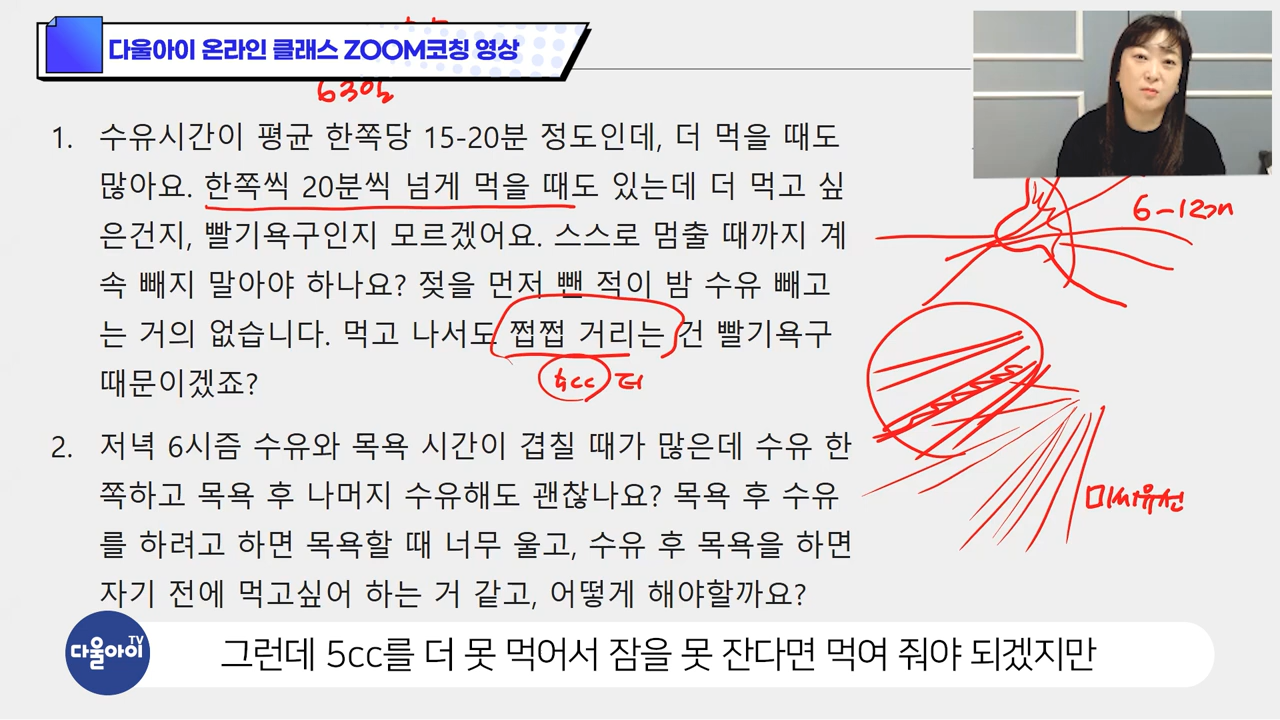 다울아이 온라인 클래스 ZOOM코칭 영상
63일
1. 수유시간이 평균 한쪽당 15-20분 정도인데, 더 먹을 때도
많아요. 한쪽씩 20분씩 넘게 먹을 때도 있는데 더 먹고 싶
은건지, 빨기욕구인지 모르겠어요. 스스로 멈출 때까지 계
속 빼지 말아야 하나요? 젖을 먼저 뺀 적이 밤 수유 빼고
는 거의 없습니다. 먹고 나서도 쩝쩝 거리는 건 빨기욕구
때문이겠죠?
5cc 더
6-12개
미씨유선
2. 저녁 6시즘 수유와 목욕 시간이 겹칠 때가 많은데 수유 한
쪽하고 목욕 후 나머지 수유해도 괜찮나요? 목욕 후 수유
를 하려고 하면 목욕할 때 너무 울고, 수유 후 목욕을 하면
자기 전에 먹고싶어 하는 거 같고, 어떻게 해야할까요?
다울아이TV
그런데 5cc를 더 못 먹어서 잠을 못 잔다면 먹여 줘야 되겠지만